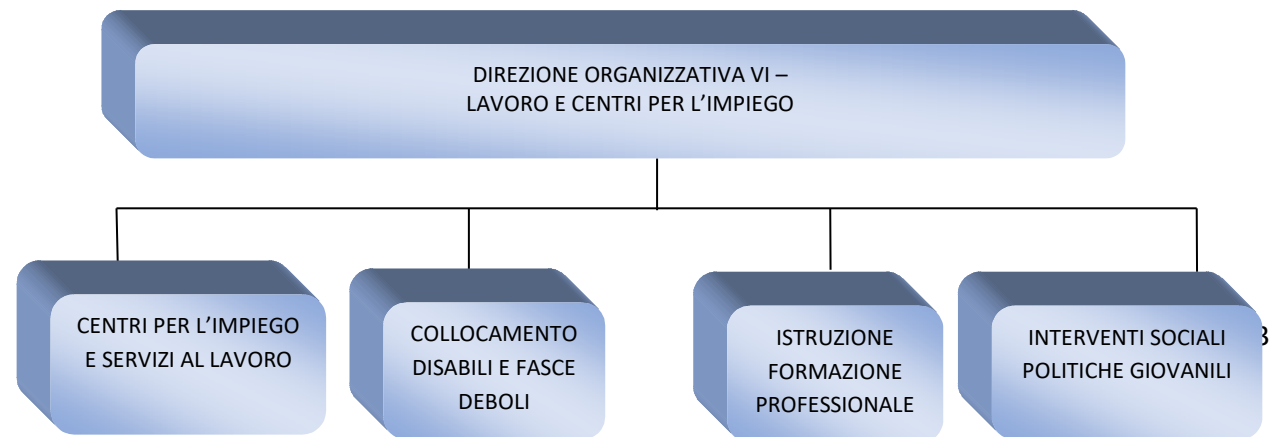 DIREZIONE ORGANIZZATIVA VI –
LAVORO E CENTRI PER L’IMPIEGO
CENTRI PER L’IMPIEGO
E SERVIZI AL LAVORO
COLLOCAMENTO
DISABILI E FASCE
DEBOLI
ISTRUZIONE
FORMAZIONE
PROFESSIONALE
INTERVENTI SOCIALI
POLITICHE GIOVANILI